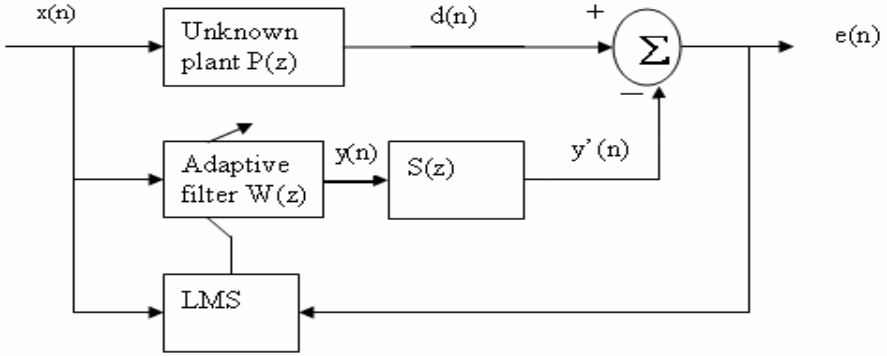 x(n)
Unknown
plant P(z)
d(n)
+
Σ
e(n)
—
Adaptive
filter W(z)
y(n)
S(z)
y’ (n)
LMS